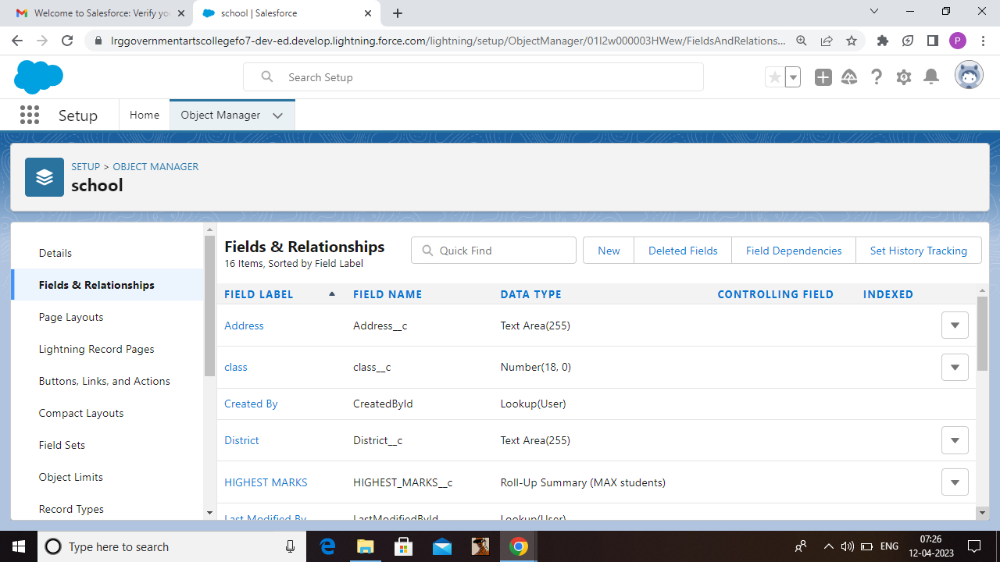 Welcome to Salesforce: Verify yo
school | Salesforce
lrggovernmentartscollegefo7-dev-ed.develop.lightning.force.com/lightning/setup/ObjectManager/01I2w000003HWew/FieldsAndRelations...
P
Search Setup
Setup
Home
Object Manager
SETUP > OBJECT MANAGER
school
Details
Fields & Relationships
Page Layouts
Lightning Record Pages
Buttons, Links, and Actions
Compact Layouts
Field Sets
Object Limits
Record Types
Fields & Relationships
16 Items, Sorted by Field Label
Quick Find
New
Deleted Fields
Field Dependencies
Set History Tracking
FIELD LABEL FIELD NAME DATA TYPE CONTROLLING FIELD INDEXED
Address Address__c Text Area(255)
class class__c Number(18, 0)
Created By CreatedById Lookup(User)
District District__c Text Area(255)
HIGHEST MARKS HIGHEST_MARKS__c Roll-Up Summary (MAX students)
Last Modified By LastModifiedById Lookup(User)
Type here to search
ENG
07:26
12-04-2023